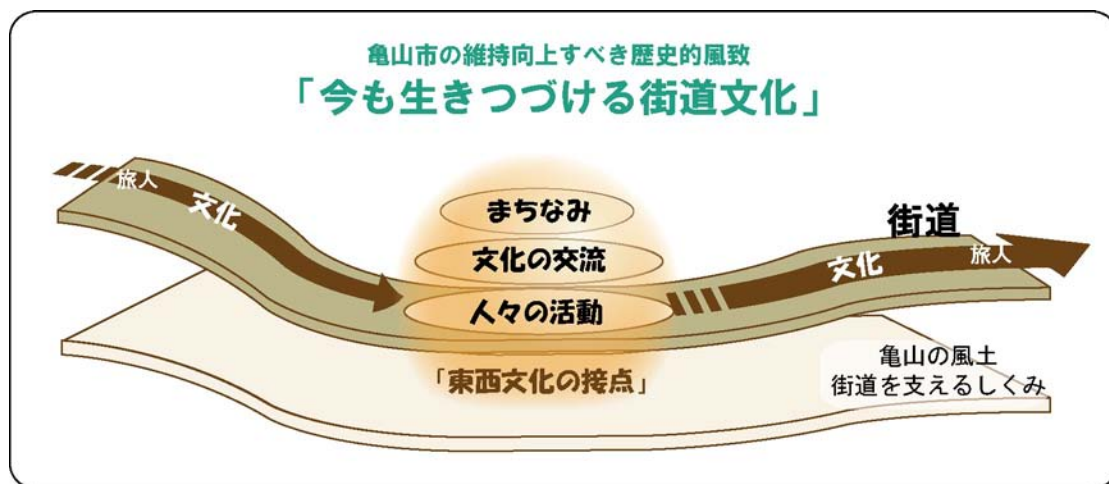 亀山市の維持向上すべき歴史的風致
「今も生きつづける街道文化」
旅人
文化
まちなみ
文化の交流
人々の活動
「東西文化の接点」
街道
文化
旅人
亀山の風土
街道を支えるしくみ